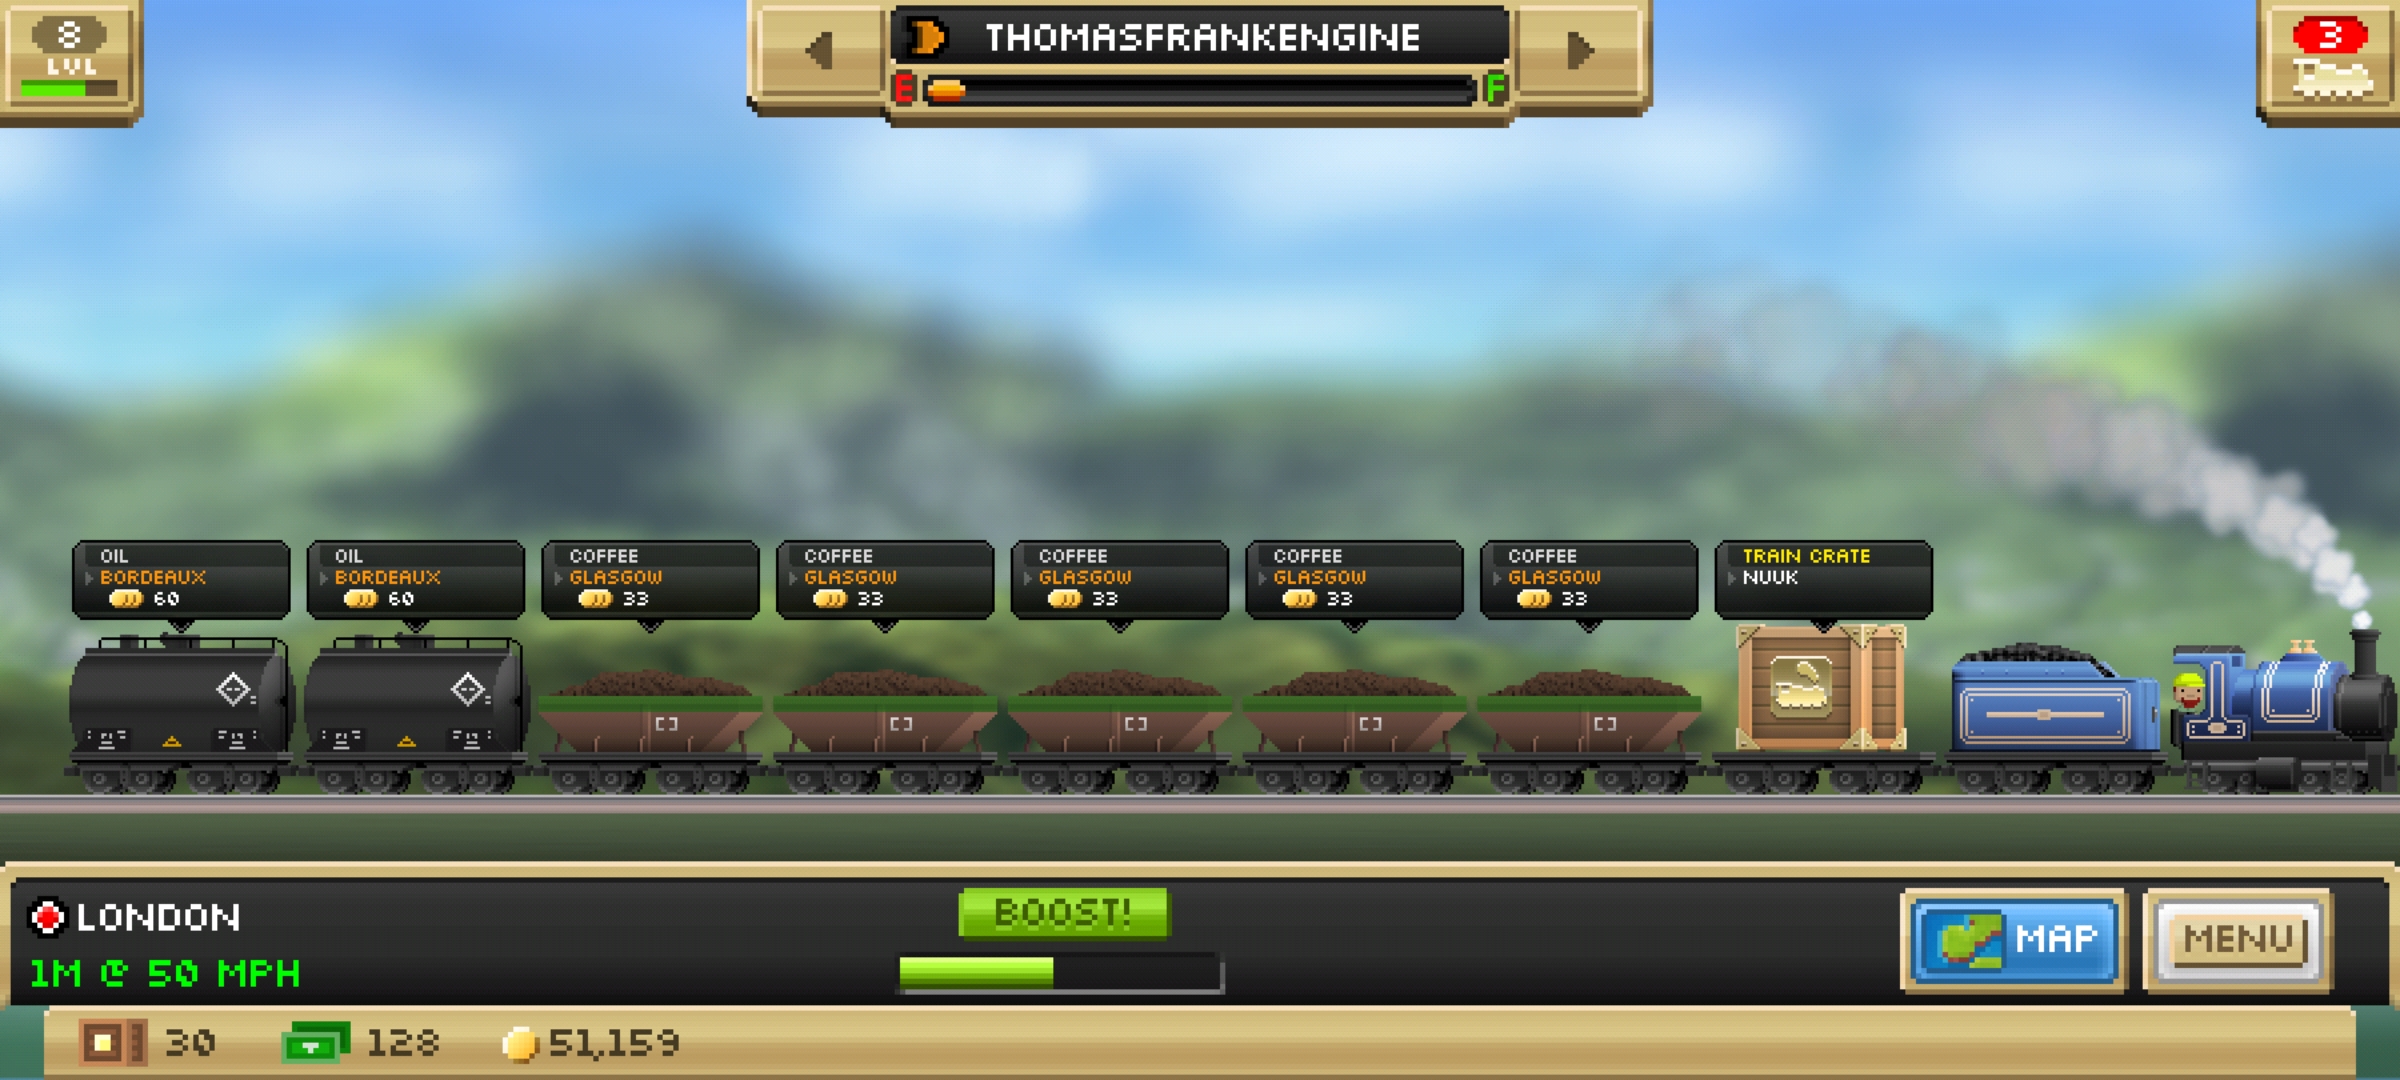 8
LVL
THOMASFRANKENGINE
E F
3
OIL
BORDEAUX
60
OIL
BORDEAUX
60
COFFEE
GLASGOW
33
COFFEE
GLASGOW
33
COFFEE
GLASGOW
33
COFFEE
GLASGOW
33
COFFEE
GLASGOW
33
TRAIN CRATE
NUUK
LONDON
1M @ 50 MPH
BOOST!
MAP
MENU
30
128
51,159